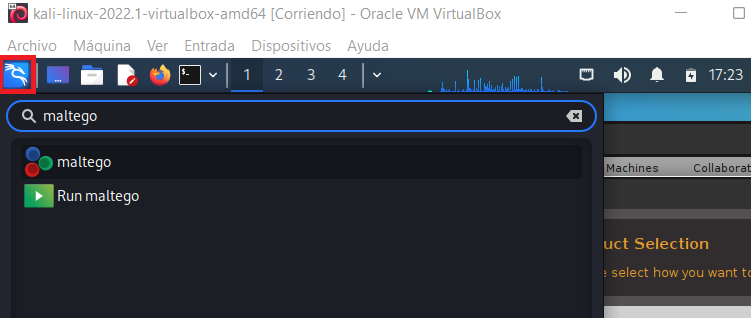 kali-linux-2022.1-virtualbox-amd64 [Corriendo] - Oracle VM VirtualBox
Archivo Máquina Ver Entrada Dispositivos Ayuda
1 2 3 4 17:23
maltego
maltego
Run maltego
Machines Collaborat
uct Selection
e select how you want to